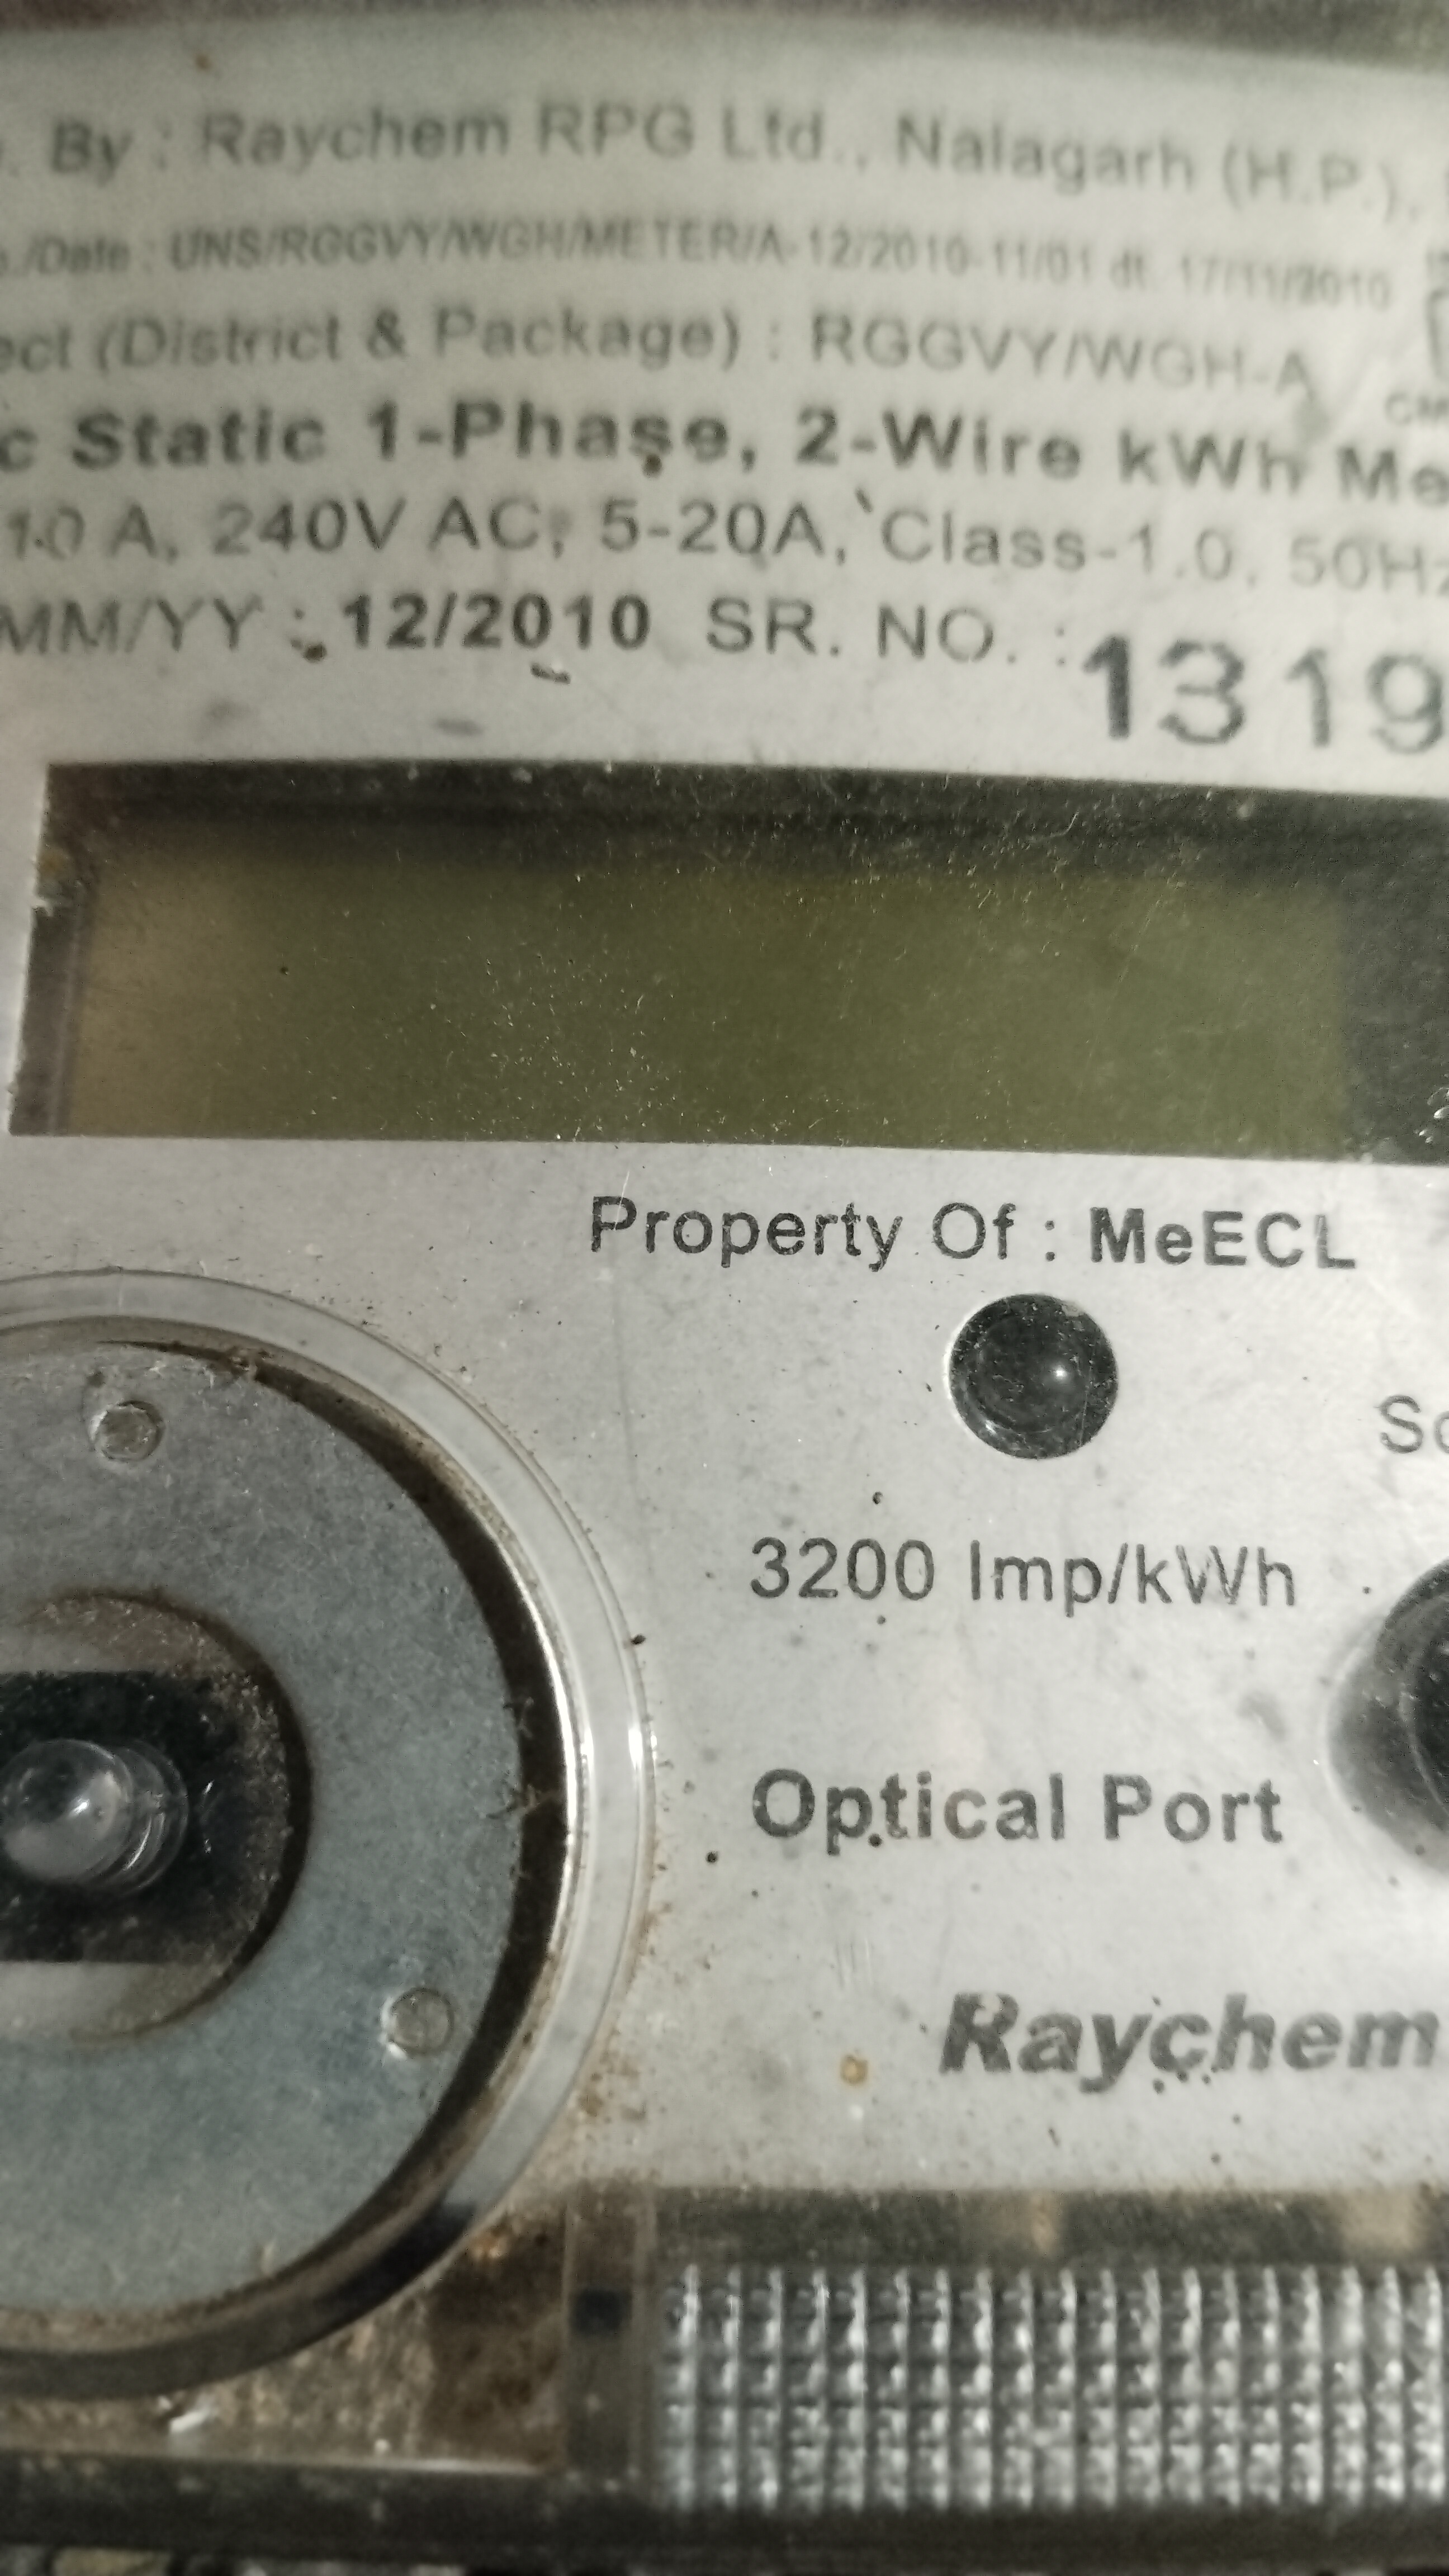 . By : Raychem RPG Ltd., Nalagarh (H.P.),
./Date : UNS/RGGVY/WGH/METER/A-12/2010-11/01 dt. 17/11/2010
ect (District & Package) : RGGVY/WGH-A
c Static 1-Phase, 2-Wire kWh Me
10 A, 240V AC, 5-20A, Class-1.0, 50Hz
MM/YY : 12/2010 SR. NO. : 1319
Property Of : MeECL
3200 Imp/kWh
Optical Port
Raychem